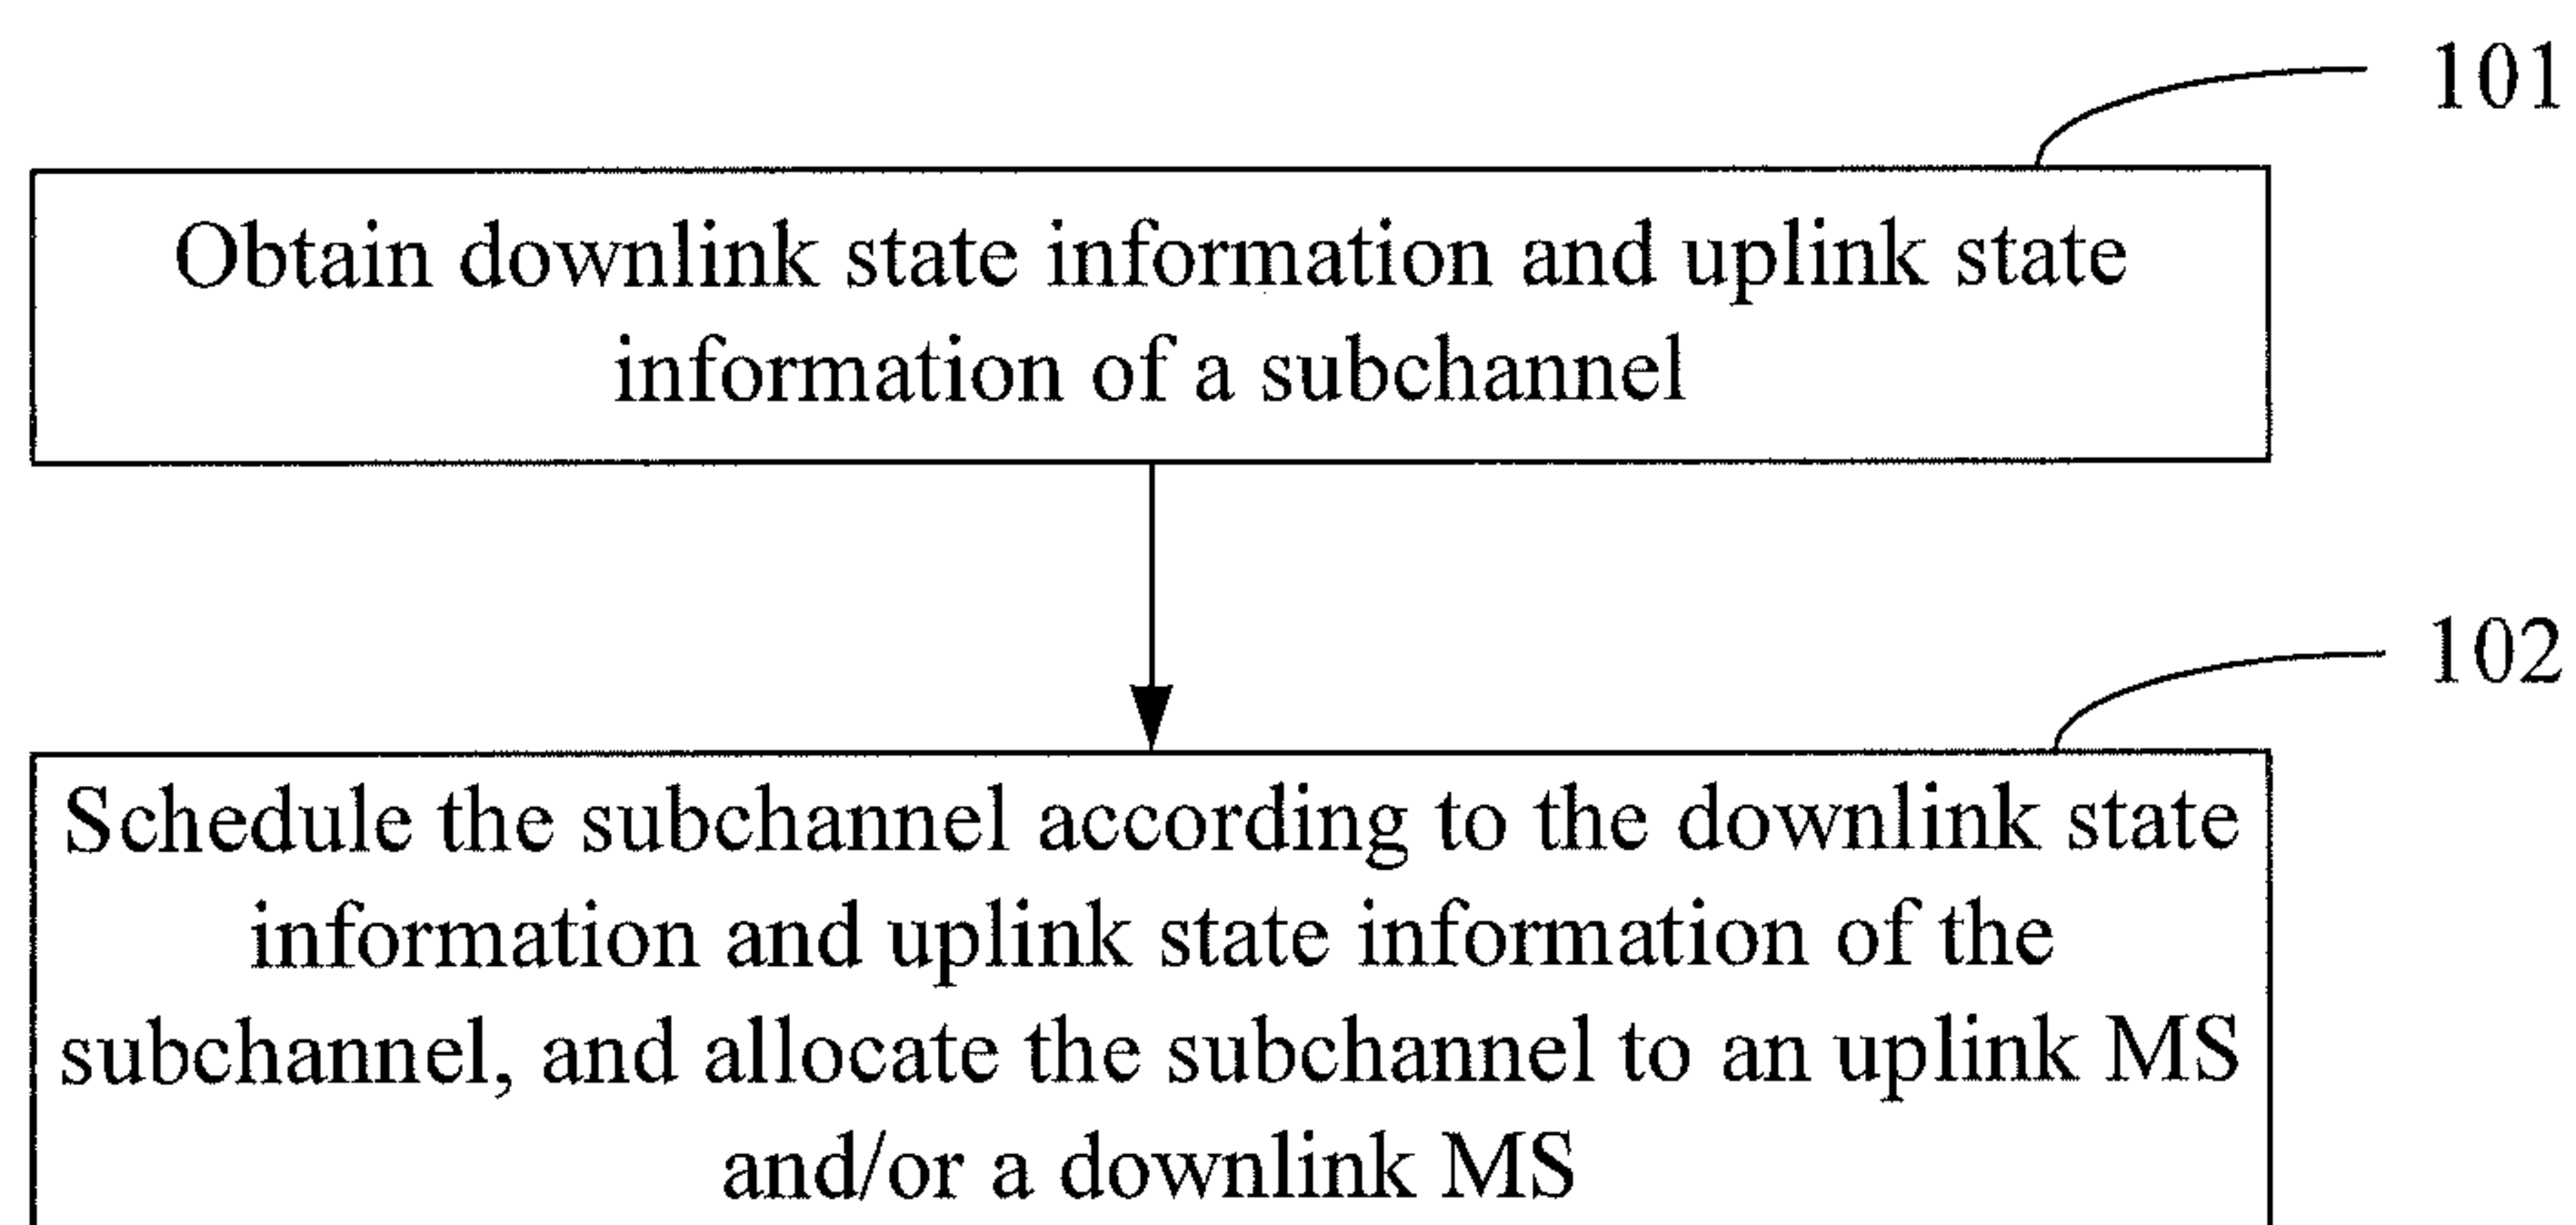 101
Obtain downlink state information and uplink state
information of a subchannel
102
Schedule the subchannel according to the downlink state
information and uplink state information of the
subchannel, and allocate the subchannel to an uplink MS
and/or a downlink MS